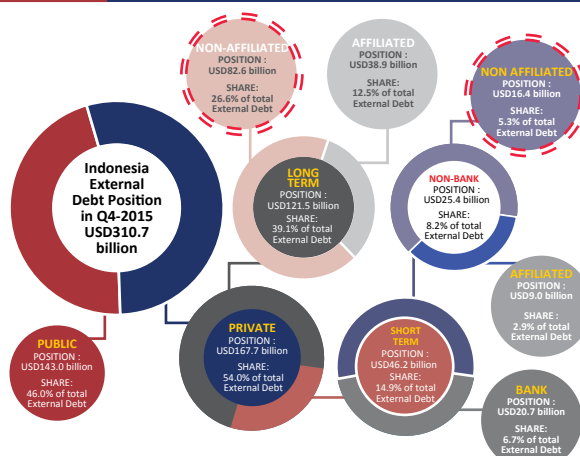 NON-AFFILIATED
POSITION :
USD82.6 billion
SHARE:
26.6% of total
External Debt
AFFILIATED
POSITION :
USD38.9 billion
SHARE:
12.5% of total
External Debt
NON AFFILIATED
POSITION :
USD16.4 billion
SHARE:
5.3% of total
External Debt
Indonesia
External
Debt Position
in Q4-2015
USD310.7
billion
LONG
TERM
POSITION :
USD121.5 billion
SHARE:
39.1% of total
External Debt
NON-BANK
POSITION :
USD25.4 billion
SHARE:
8.2% of total
External Debt
AFFILIATED
POSITION :
USD9.0 billion
SHARE:
2.9% of total
External Debt
PUBLIC
POSITION :
USD143.0 billion
SHARE:
46.0% of total
External Debt
PRIVATE
POSITION :
USD167.7 billion
SHARE:
54.0% of total
External Debt
SHORT
TERM
POSITION :
USD46.2 billion
SHARE:
14.9% of total
External Debt
BANK
POSITION :
USD20.7 billion
SHARE:
6.7% of total
External Debt